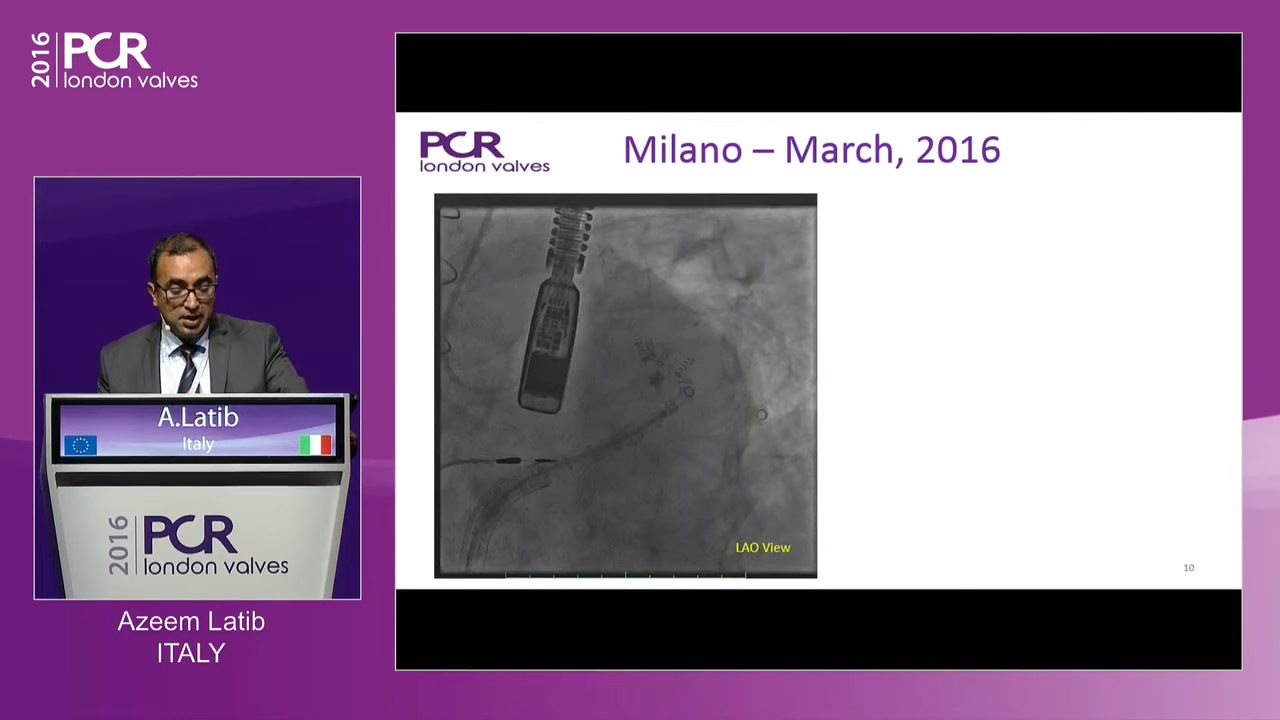 2016
PCR
london valves
PCR
london valves
Milano – March, 2016
LAO View
10
A.Latib
Italy
2016
PCR
london valves
Azeem Latib
ITALY